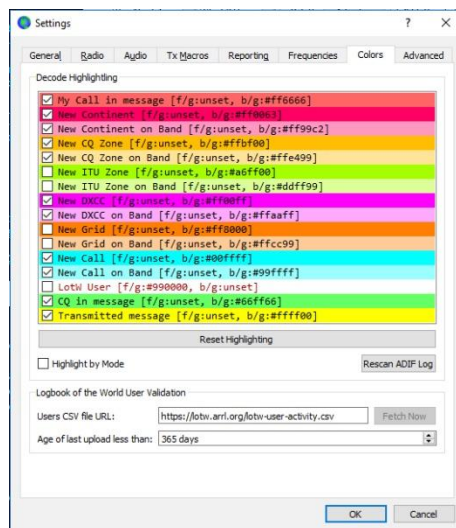 Settings
General Radio Audio Tx Macros Reporting Frequencies Colors Advanced
Decode Highlighting
My Call in message [f/g:unset, b/g:#ff6666]
New Continent [f/g:unset, b/g:#ff0063]
New Continent on Band [f/g:unset, b/g:#ff99c2]
New CQ Zone [f/g:unset, b/g:#ffbf00]
New CQ Zone on Band [f/g:unset, b/g:#ffe499]
New ITU Zone [f/g:unset, b/g:#a6ff00]
New ITU Zone on Band [f/g:unset, b/g:#ddff99]
New DXCC [f/g:unset, b/g:#ff00ff]
New DXCC on Band [f/g:unset, b/g:#ffaaff]
New Grid [f/g:unset, b/g:#ff8000]
New Grid on Band [f/g:unset, b/g:#ffcc99]
New Call [f/g:unset, b/g:#00ffff]
New Call on Band [f/g:unset, b/g:#99ffff]
LotW User [f/g:#990000, b/g:unset]
CQ in message [f/g:unset, b/g:#66ff66]
Transmitted message [f/g:unset, b/g:#ffff00]
Reset Highlighting
Highlight by Mode Rescan ADIF Log
Logbook of the World User Validation
Users CSV file URL: https://lotw.arrl.org/lotw-user-activity.csv Fetch Now
Age of last upload less than: 365 days
OK Cancel